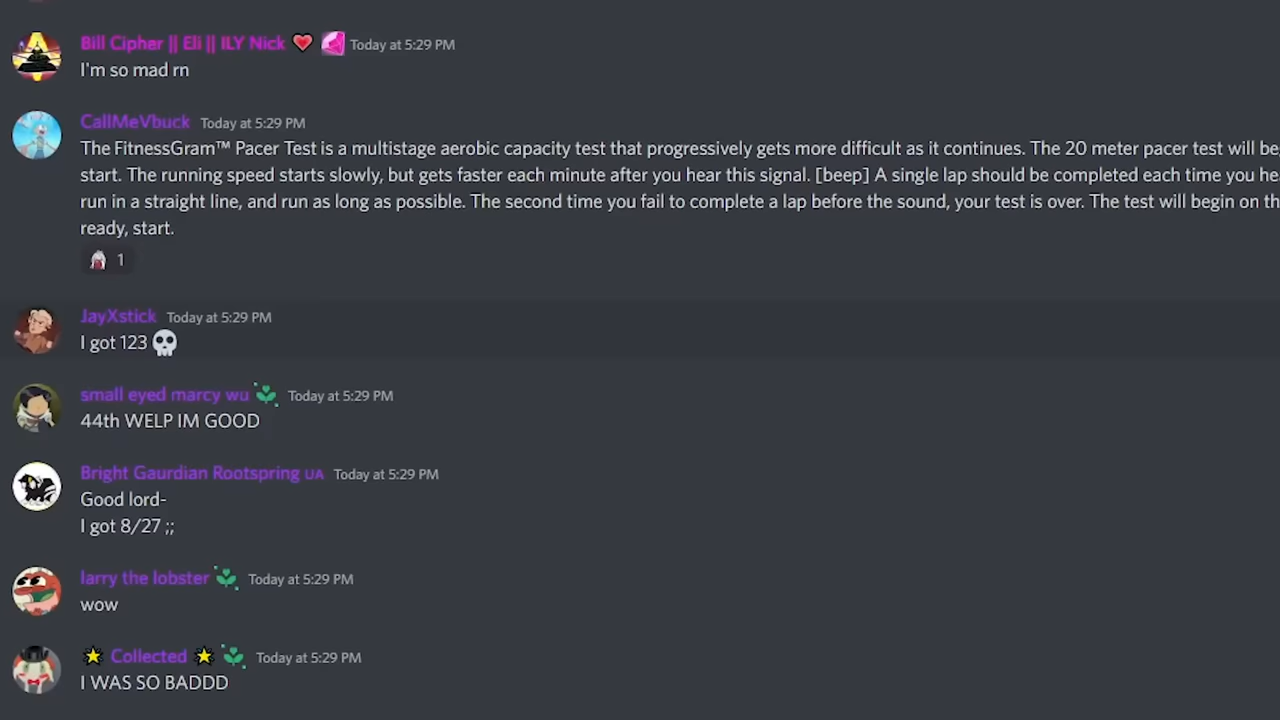 Bill Cipher || Eli || ILY Nick ❤️ Today at 5:29 PM
I'm so mad rn
CallMeVbuck Today at 5:29 PM
The FitnessGram™ Pacer Test is a multistage aerobic capacity test that progressively gets more difficult as it continues. The 20 meter pacer test will be
start. The running speed starts slowly, but gets faster each minute after you hear this signal. [beep] A single lap should be completed each time you hea
run in a straight line, and run as long as possible. The second time you fail to complete a lap before the sound, your test is over. The test will begin on th
ready, start.
1
JayXstick Today at 5:29 PM
I got 123 💀
small eyed marcy wu Today at 5:29 PM
44th WELP IM GOOD
Bright Gaurdian Rootspring UA Today at 5:29 PM
Good lord-
I got 8/27 ;;
larry the lobster Today at 5:29 PM
wow
🌟 Collected 🌟 Today at 5:29 PM
I WAS SO BADDD